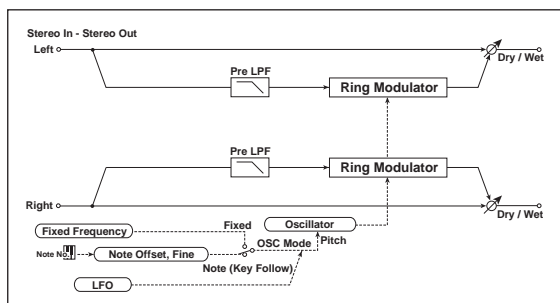 Stereo In - Stereo Out
Left
Dry / Wet
Pre LPF
Ring Modulator
Pre LPF
Ring Modulator
Right
Dry / Wet
Fixed Frequency
Fixed
Oscillator
OSC Mode
Pitch
Note No.
Note Offset, Fine
Note (Key Follow)
LFO